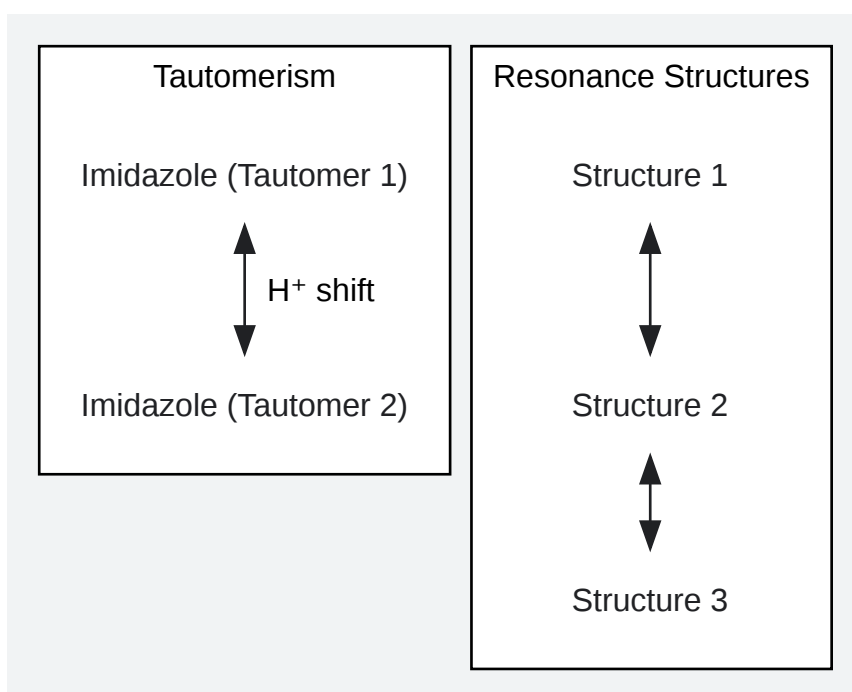 Tautomerism
Imidazole (Tautomer 1)
H⁺ shift
Imidazole (Tautomer 2)
Resonance Structures
Structure 1
Structure 2
Structure 3